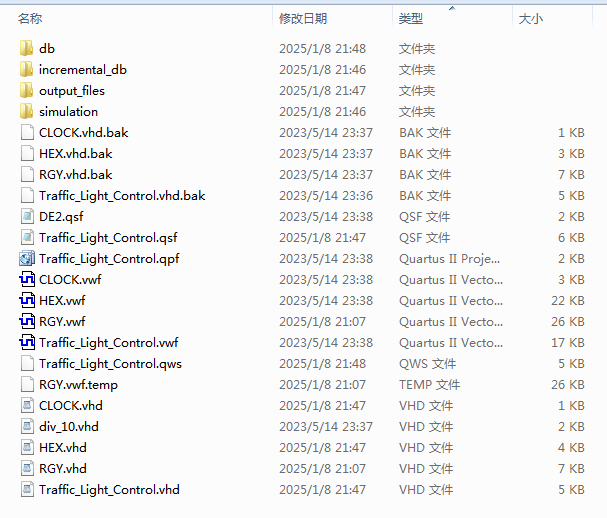 名称 修改日期 类型 大小
db 2025/1/8 21:48 文件夹
incremental_db 2025/1/8 21:46 文件夹
output_files 2025/1/8 21:47 文件夹
simulation 2025/1/8 21:46 文件夹
CLOCK.vhd.bak 2023/5/14 23:37 BAK 文件 1 KB
HEX.vhd.bak 2023/5/14 23:37 BAK 文件 3 KB
RGY.vhd.bak 2023/5/14 23:37 BAK 文件 7 KB
Traffic_Light_Control.vhd.bak 2023/5/14 23:36 BAK 文件 5 KB
DE2.qsf 2023/5/14 23:38 QSF 文件 2 KB
Traffic_Light_Control.qsf 2025/1/8 21:47 QSF 文件 6 KB
Traffic_Light_Control.qpf 2023/5/14 23:38 Quartus II Proje... 2 KB
CLOCK.vwf 2023/5/14 23:38 Quartus II Vecto... 3 KB
HEX.vwf 2023/5/14 23:38 Quartus II Vecto... 22 KB
RGY.vwf 2025/1/8 21:07 Quartus II Vecto... 26 KB
Traffic_Light_Control.vwf 2023/5/14 23:38 Quartus II Vecto... 17 KB
Traffic_Light_Control.qws 2025/1/8 21:48 QWS 文件 5 KB
RGY.vwf.temp 2025/1/8 21:07 TEMP 文件 26 KB
CLOCK.vhd 2025/1/8 21:47 VHD 文件 1 KB
div_10.vhd 2023/5/14 23:37 VHD 文件 2 KB
HEX.vhd 2025/1/8 21:47 VHD 文件 4 KB
RGY.vhd 2025/1/8 21:07 VHD 文件 7 KB
Traffic_Light_Control.vhd 2025/1/8 21:47 VHD 文件 5 KB